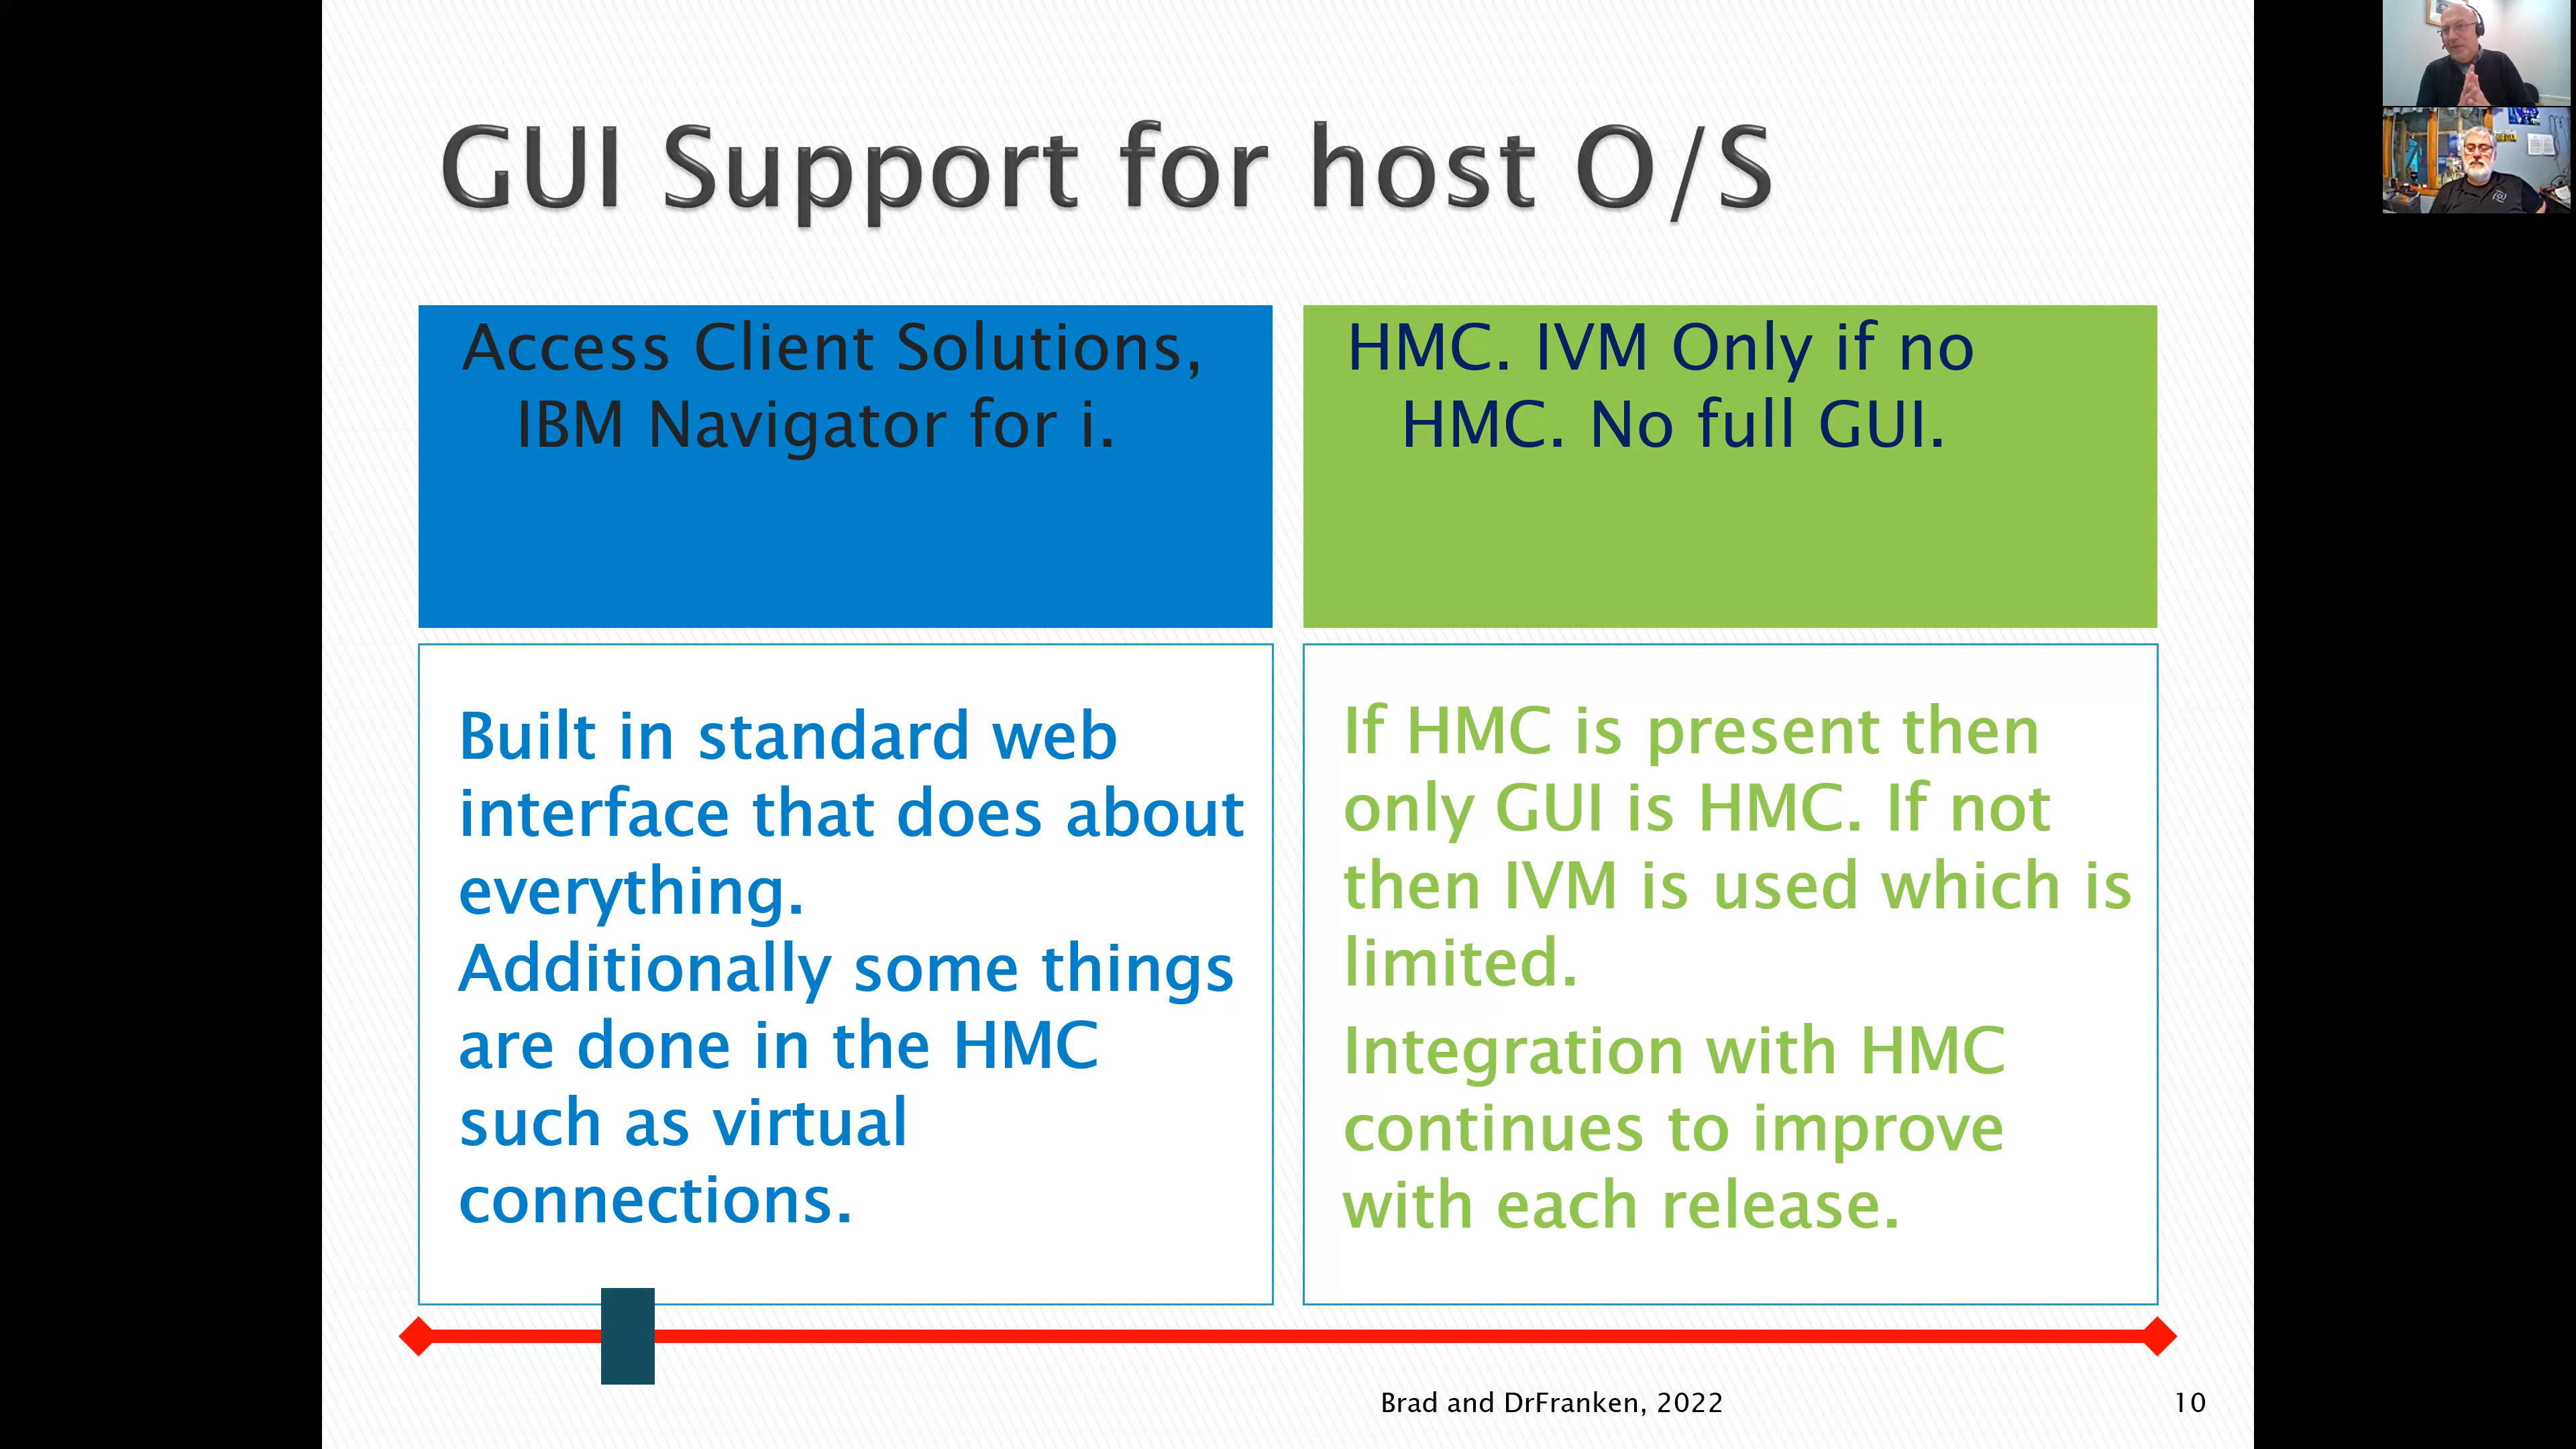 GUI Support for host O/S
Access Client Solutions,
IBM Navigator for i.
HMC. IVM Only if no
HMC. No full GUI.
Built in standard web
interface that does about
everything.
Additionally some things
are done in the HMC
such as virtual
connections.
If HMC is present then
only GUI is HMC. If not
then IVM is used which is
limited.
Integration with HMC
continues to improve
with each release.
Brad and DrFranken, 2022
10